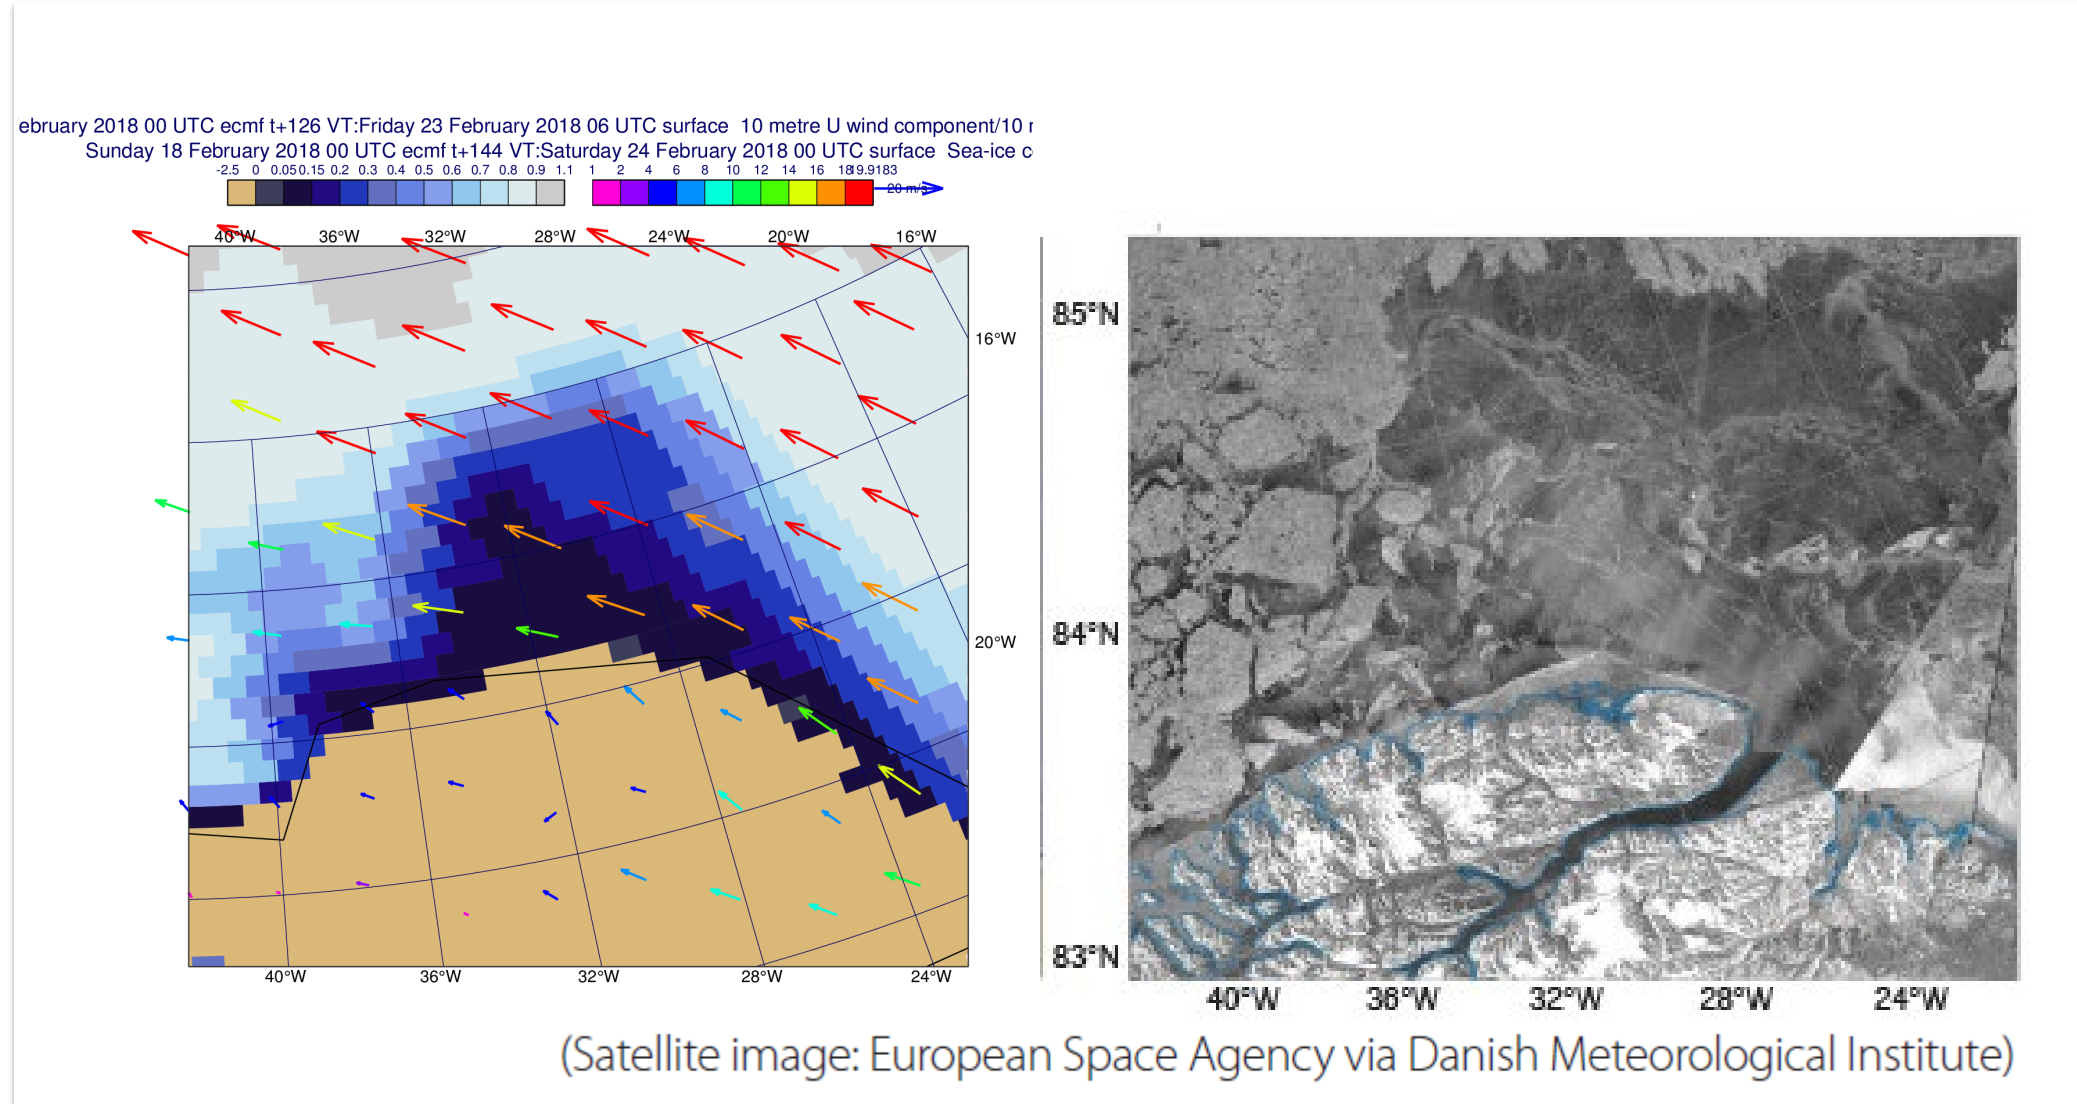 ebruary 2018 00 UTC ecmf t+126 VT:Friday 23 February 2018 06 UTC surface 10 metre U wind component/10
Sunday 18 February 2018 00 UTC ecmf t+144 VT:Saturday 24 February 2018 00 UTC surface Sea-ice
-2.5 0 0.05 0.15 0.2 0.3 0.4 0.5 0.6 0.7 0.8 0.9 1.1
1 2 4 6 8 10 12 14 16 18 19.9183
20 m/s
40°W 36°W 32°W 28°W 24°W 20°W 16°W
16°W
20°W
40°W 36°W 32°W 28°W 24°W
85°N
84°N
83°N
40°W 36°W 32°W 28°W 24°W
(Satellite image: European Space Agency via Danish Meteorological Institute)